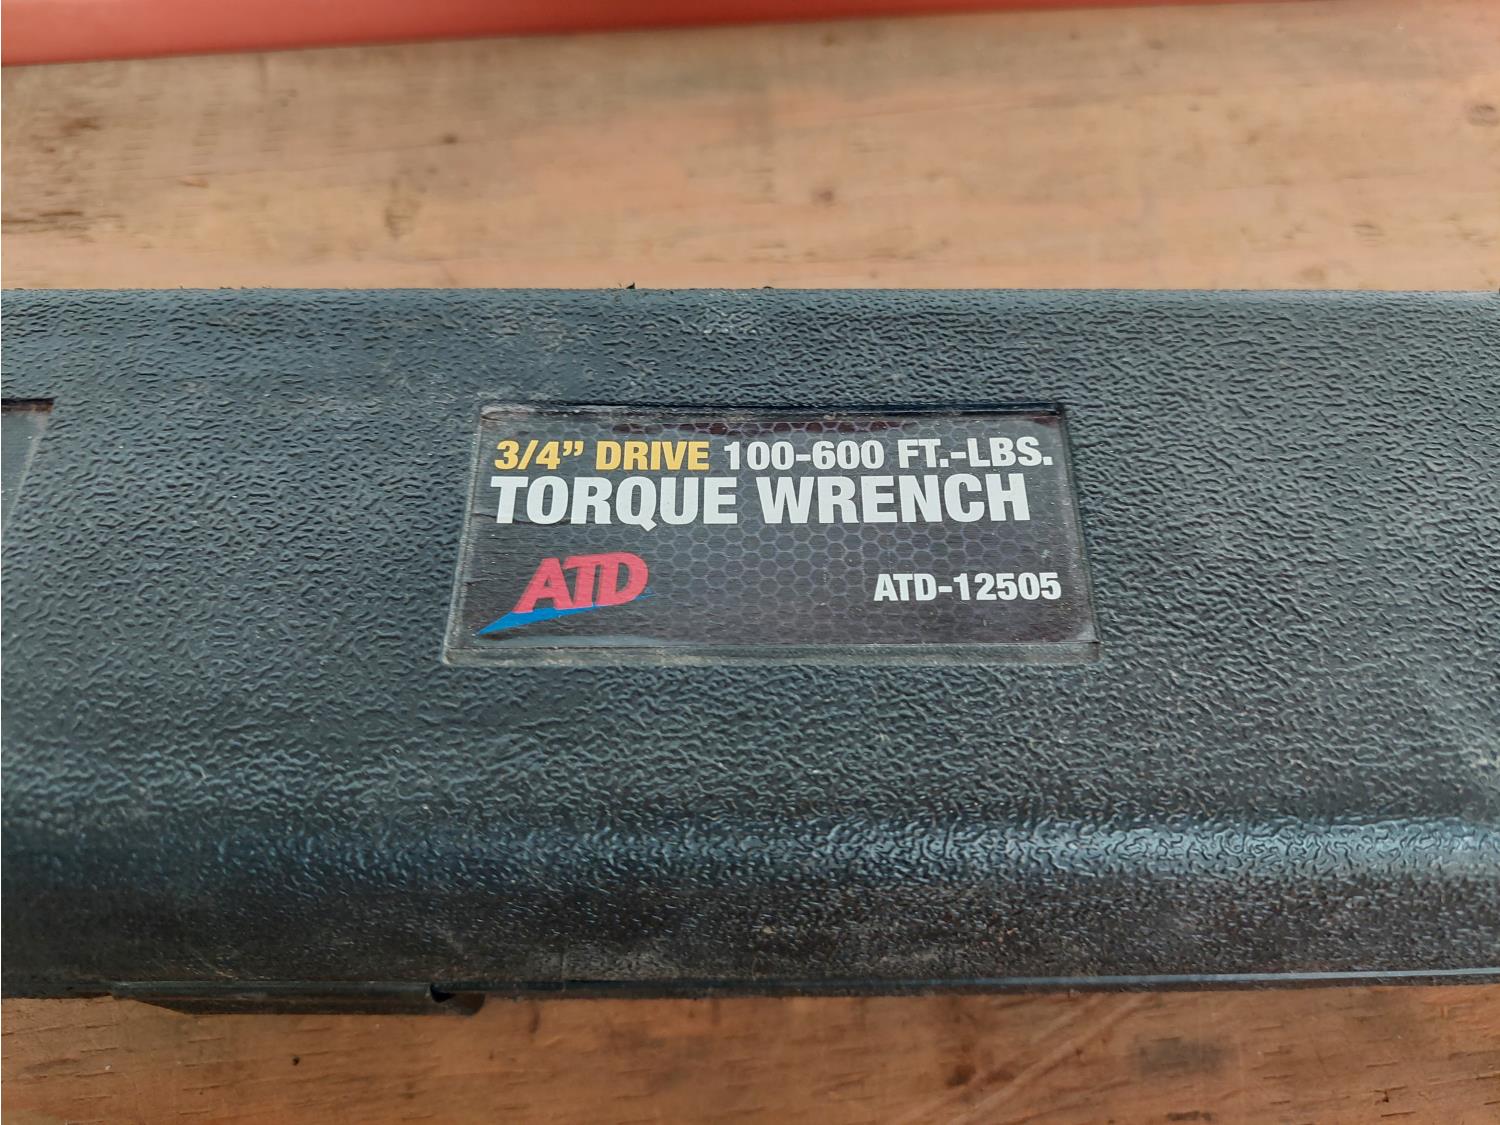 3/4” DRIVE 100-600 FT.-LBS.
TORQUE WRENCH
ATD
ATD-12505